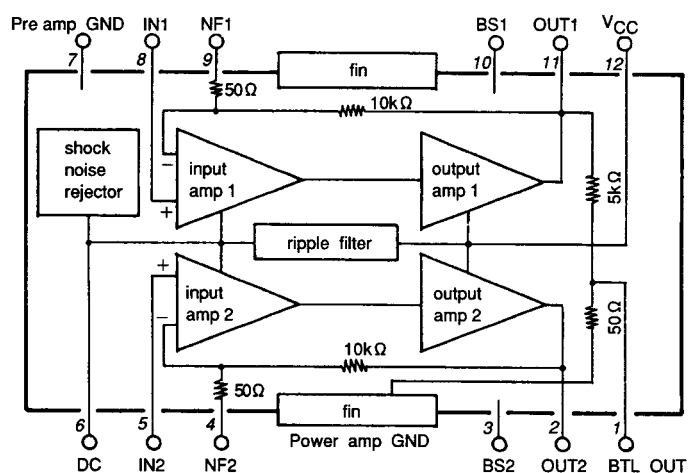 Pre amp GND IN1 NF1 BS1 OUT1 VCC
7 8 9 10 11 12
fin
50Ω
10kΩ
shock
noise
rejector
−
input
amp 1
+
output
amp 1
5kΩ
ripple filter
+
input
amp 2
−
output
amp 2
50Ω
10kΩ
50Ω
fin
6 5 4 3 2 1
Power amp GND
DC IN2 NF2 BS2 OUT2 BTL OUT